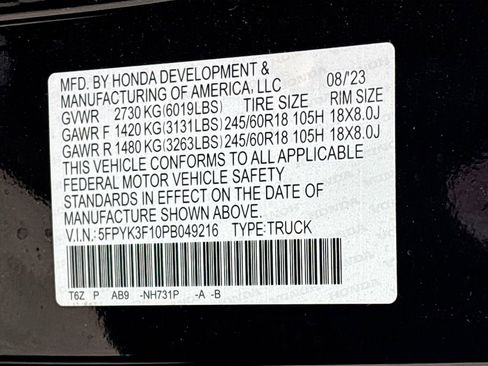 MFD. BY HONDA DEVELOPMENT & 08/'23
MANUFACTURING OF AMERICA, LLC
GVWR 2730 KG(6019LBS) TIRE SIZE RIM SIZE
GAWR F 1420 KG(3131LBS) 245/60R18 105H 18X8.0J
GAWR R 1480 KG(3263LBS) 245/60R18 105H 18X8.0J
THIS VEHICLE CONFORMS TO ALL APPLICABLE
FEDERAL MOTOR VEHICLE SAFETY
STANDARDS IN EFFECT ON THE DATE OF
MANUFACTURE SHOWN ABOVE.
V.I.N.: 5FPYK3F10PB049216 TYPE:TRUCK
T6Z P AB9 -NH731P -A -B